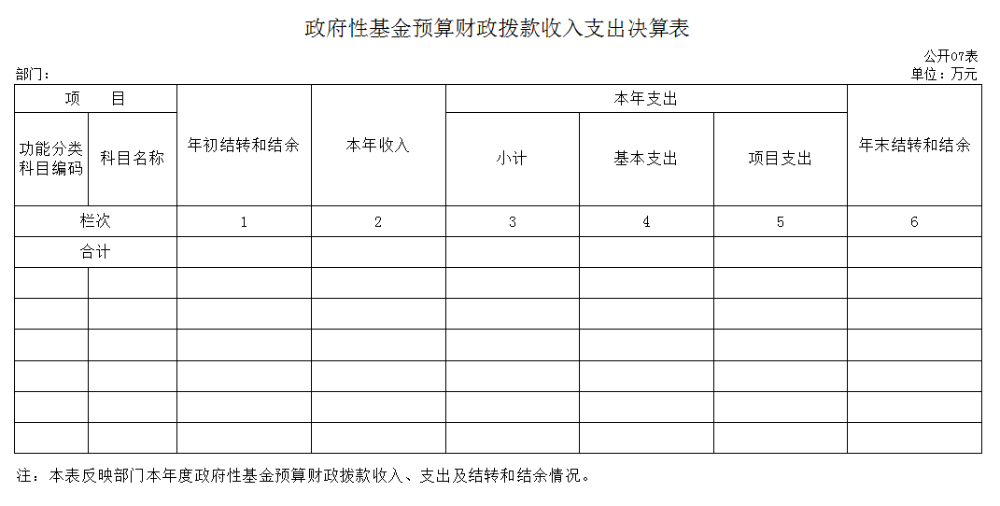 政府性基金预算财政拨款收入支出决算表
公开07表
部门：
单位：万元
项 目
年初结转和结余
本年收入
本年支出
年末结转和结余
功能分类
科目编码
科目名称
小计
基本支出
项目支出
栏次
1
2
3
4
5
6
合计
注：本表反映部门本年度政府性基金预算财政拨款收入、支出及结转和结余情况。